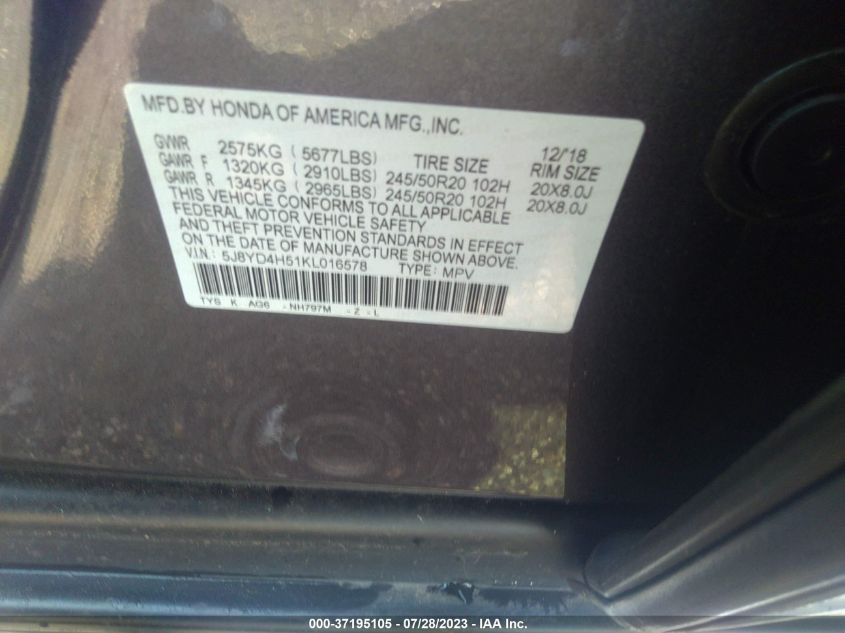 MFD.BY HONDA OF AMERICA MFG.,INC.
12/'18
GVWR 2575KG ( 5677LBS) TIRE SIZE RIM SIZE
GAWR F 1320KG ( 2910LBS) 245/50R20 102H 20X8.0J
GAWR R 1345KG ( 2965LBS) 245/50R20 102H 20X8.0J
THIS VEHICLE CONFORMS TO ALL APPLICABLE
FEDERAL MOTOR VEHICLE SAFETY
AND THEFT PREVENTION STANDARDS IN EFFECT
ON THE DATE OF MANUFACTURE SHOWN ABOVE.
V.I.N.: 5J8YD4H51KL016578 TYPE: MPV
TYS K AG6 -NH797M -Z -L
000-37195105 / 07/28/2023 - IAA Inc.